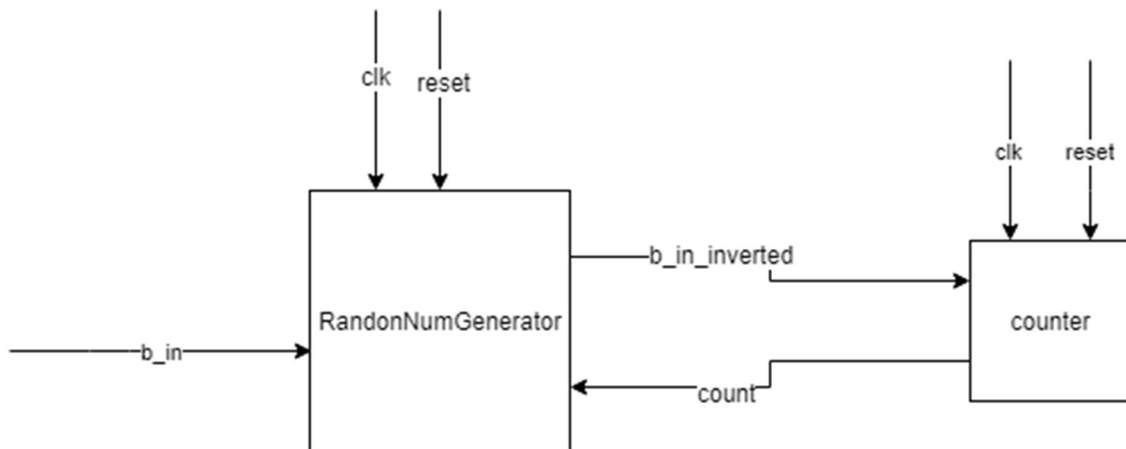 clk
reset
clk
reset
b_in_inverted
RandonNumGenerator
counter
b_in
count